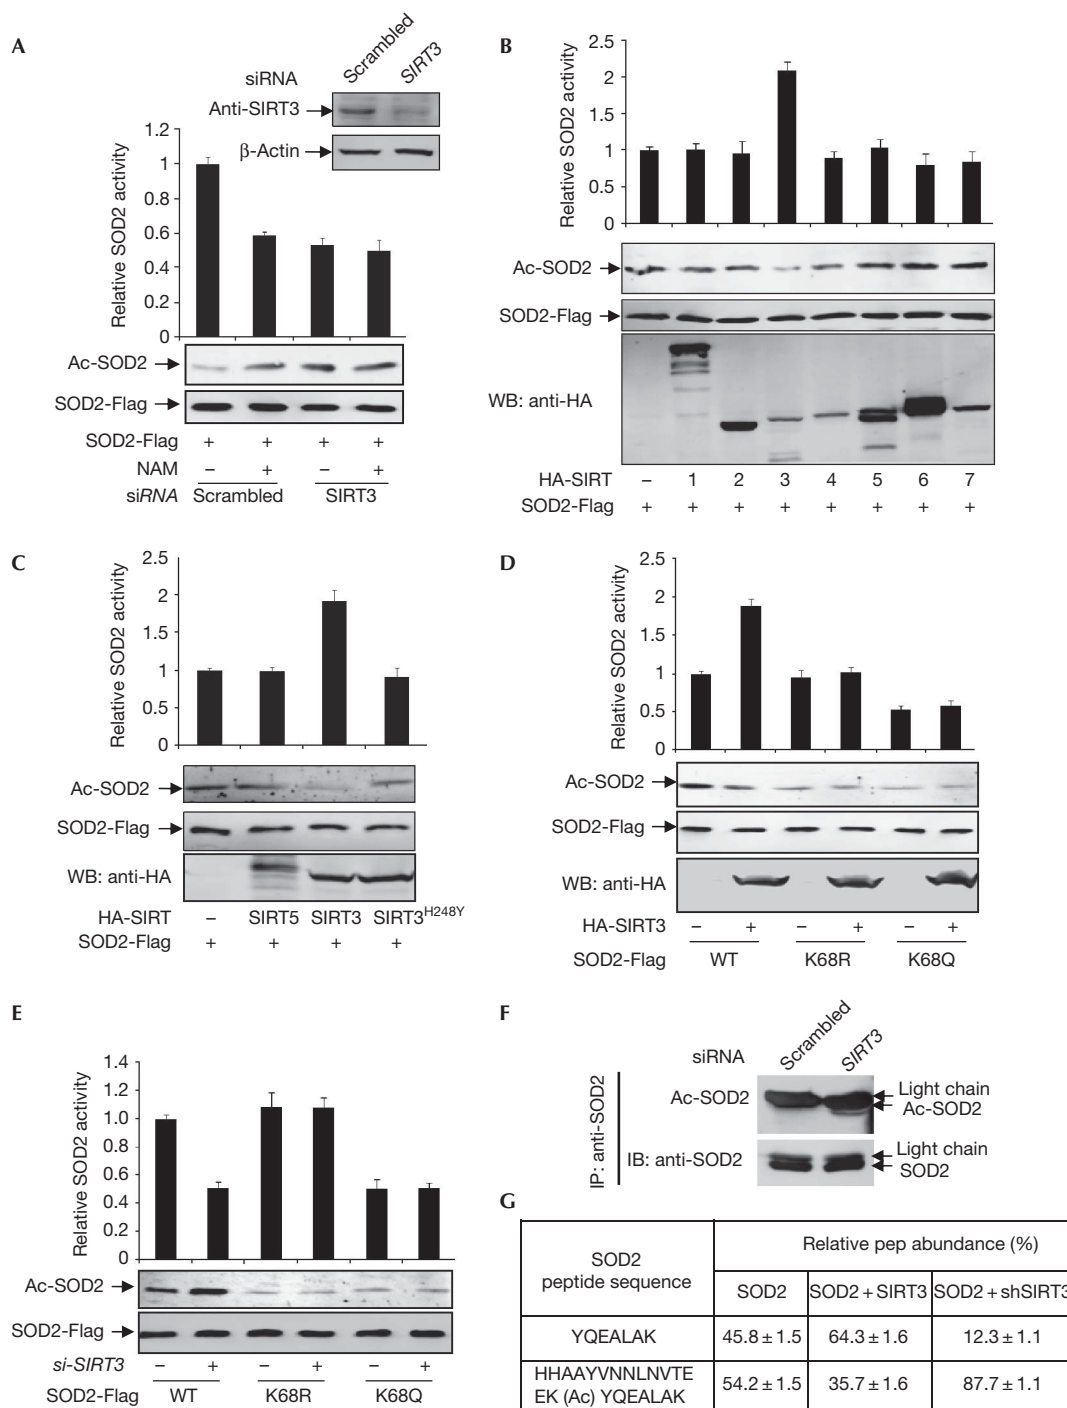 A
siRNA
Scrambled
SIRT3
Anti-SIRT3
β-Actin
Relative SOD2 activity
1.2
1
0.8
0.6
0.4
0.2
0
Ac-SOD2
SOD2-Flag
SOD2-Flag + + + +
NAM – + – +
siRNA Scrambled SIRT3
B
Relative SOD2 activity
2.5
2
1.5
1
0.5
0
Ac-SOD2
SOD2-Flag
WB: anti-HA
HA-SIRT – 1 2 3 4 5 6 7
SOD2-Flag + + + + + + + +
C
Relative SOD2 activity
2.5
2
1.5
1
0.5
0
Ac-SOD2
SOD2-Flag
WB: anti-HA
HA-SIRT – SIRT5 SIRT3 SIRT3H248Y
SOD2-Flag + + + +
D
Relative SOD2 activity
2.5
2
1.5
1
0.5
0
Ac-SOD2
SOD2-Flag
WB: anti-HA
HA-SIRT3 – + – + – +
SOD2-Flag WT K68R K68Q
E
Relative SOD2 activity
1.4
1.2
1.0
0.8
0.6
0.4
0.2
0
Ac-SOD2
SOD2-Flag
si-SIRT3 – + – + – +
SOD2-Flag WT K68R K68Q
F
siRNA
Scrambled
SIRT3
IP: anti-SOD2
Ac-SOD2
Light chain
Ac-SOD2
IB: anti-SOD2
Light chain
SOD2
G
SOD2
peptide sequence
Relative pep abundance (%)
SOD2 SOD2 + SIRT3 SOD2 + shSIRT3
YQEALAK 45.8 ± 1.5 64.3 ± 1.6 12.3 ± 1.1
HHAAYVNNLNVTE
EK (Ac) YQEALAK 54.2 ± 1.5 35.7 ± 1.6 87.7 ± 1.1